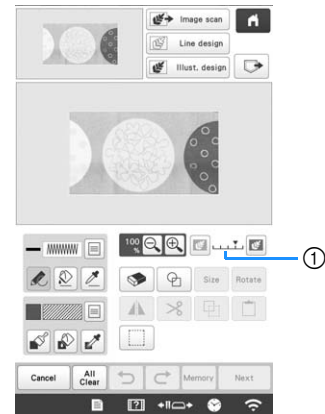 Image scan
Line design
Illust. design
100 %
①
Size
Rotate
Cancel
All Clear
Memory
Next